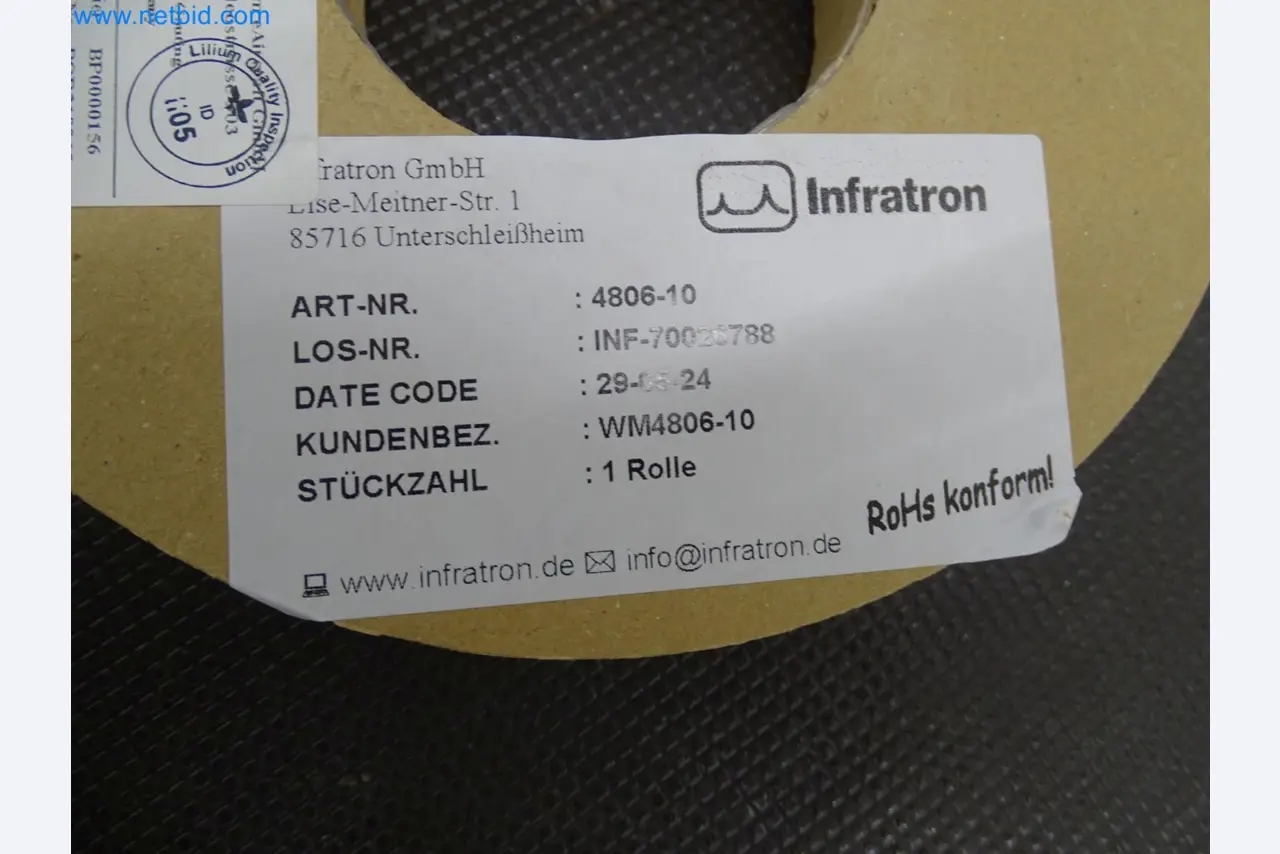 www.netbid.com
BP0000156
Lilium Quality Inspection
ID
GmbH
Lise-Meitner-Str. 1
85716 Unterschleißheim
Infratron
ART-NR. : 4806-10
LOS-NR. :
DATE CODE :
KUNDENBEZ. : WM4806-10
STÜCKZAHL : 1 Rolle
RoHs konform!
www.infratron.de info@infratron.de